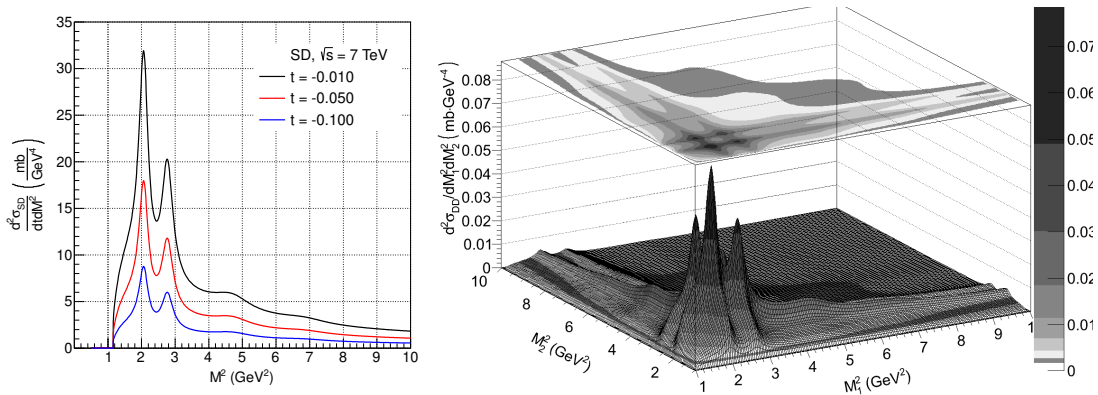 35
30
25
20
15
10
5
0
0 1 2 3 4 5 6 7 8 9 10
M² (GeV²)
d²σ_SD / dtdM² ( mb / GeV⁴ )
SD, √s = 7 TeV
t = -0.010
t = -0.050
t = -0.100
d²σ_DD/dM₁²dM₂² ( mb·GeV⁻⁴ )
0.08
0.07
0.06
0.05
0.04
0.03
0.02
0.01
0
10
8
6
4
2
M₂² (GeV²)
1 2 3 4 5 6 7 8 9 1
M₁² (GeV²)
0.07
0.06
0.05
0.04
0.03
0.02
0.01
0